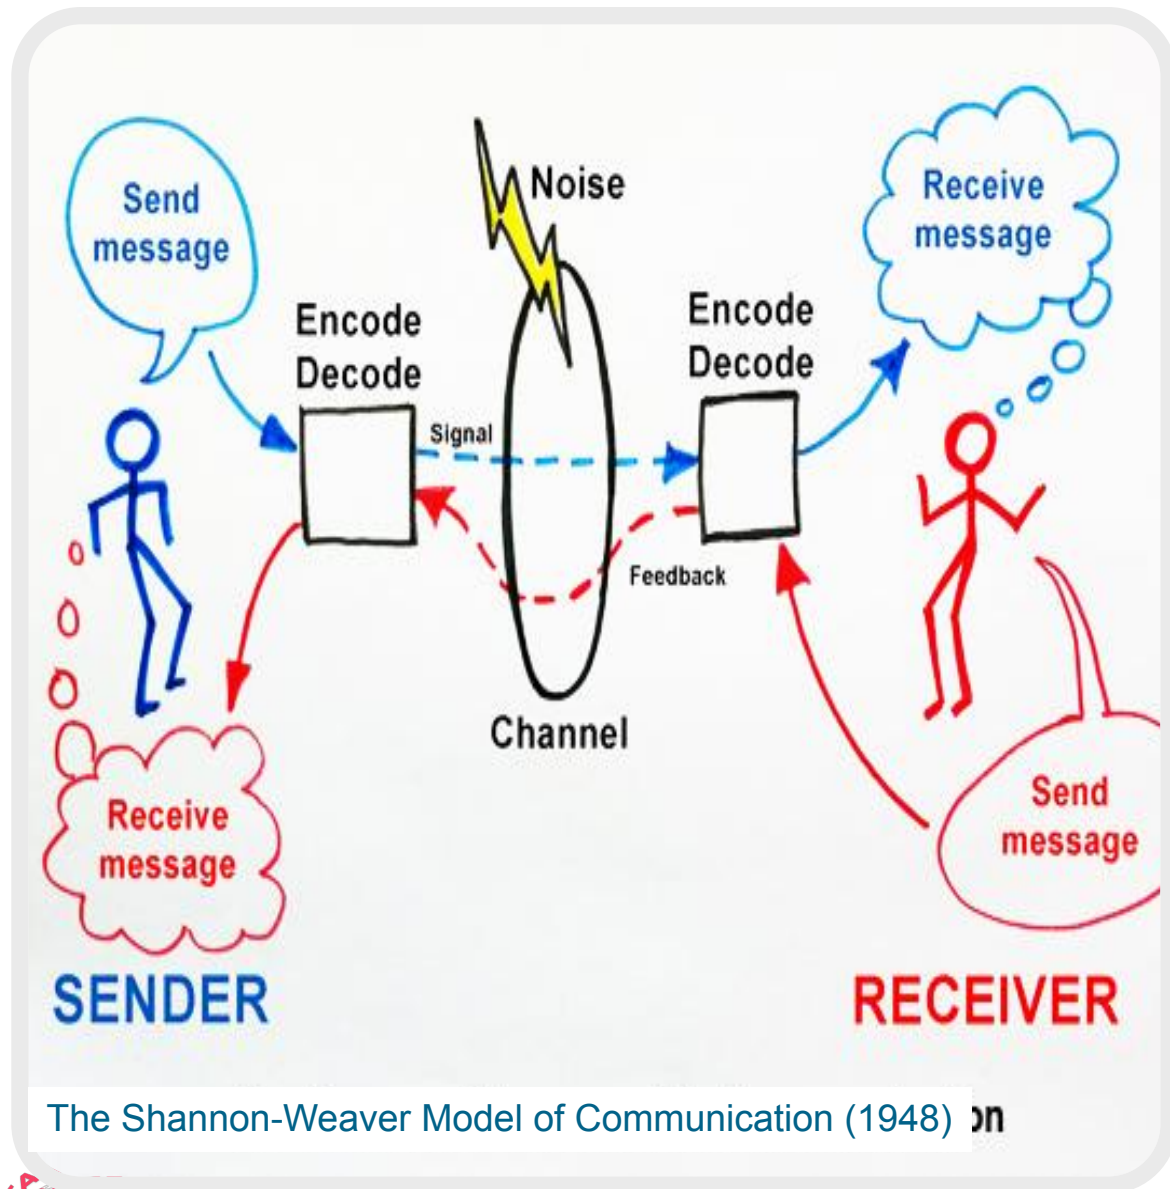 Send
message
Noise
Receive
message
Encode
Decode
Encode
Decode
Signal
Feedback
Channel
Receive
message
Send
message
SENDER
RECEIVER
The Shannon-Weaver Model of Communication (1948)
on